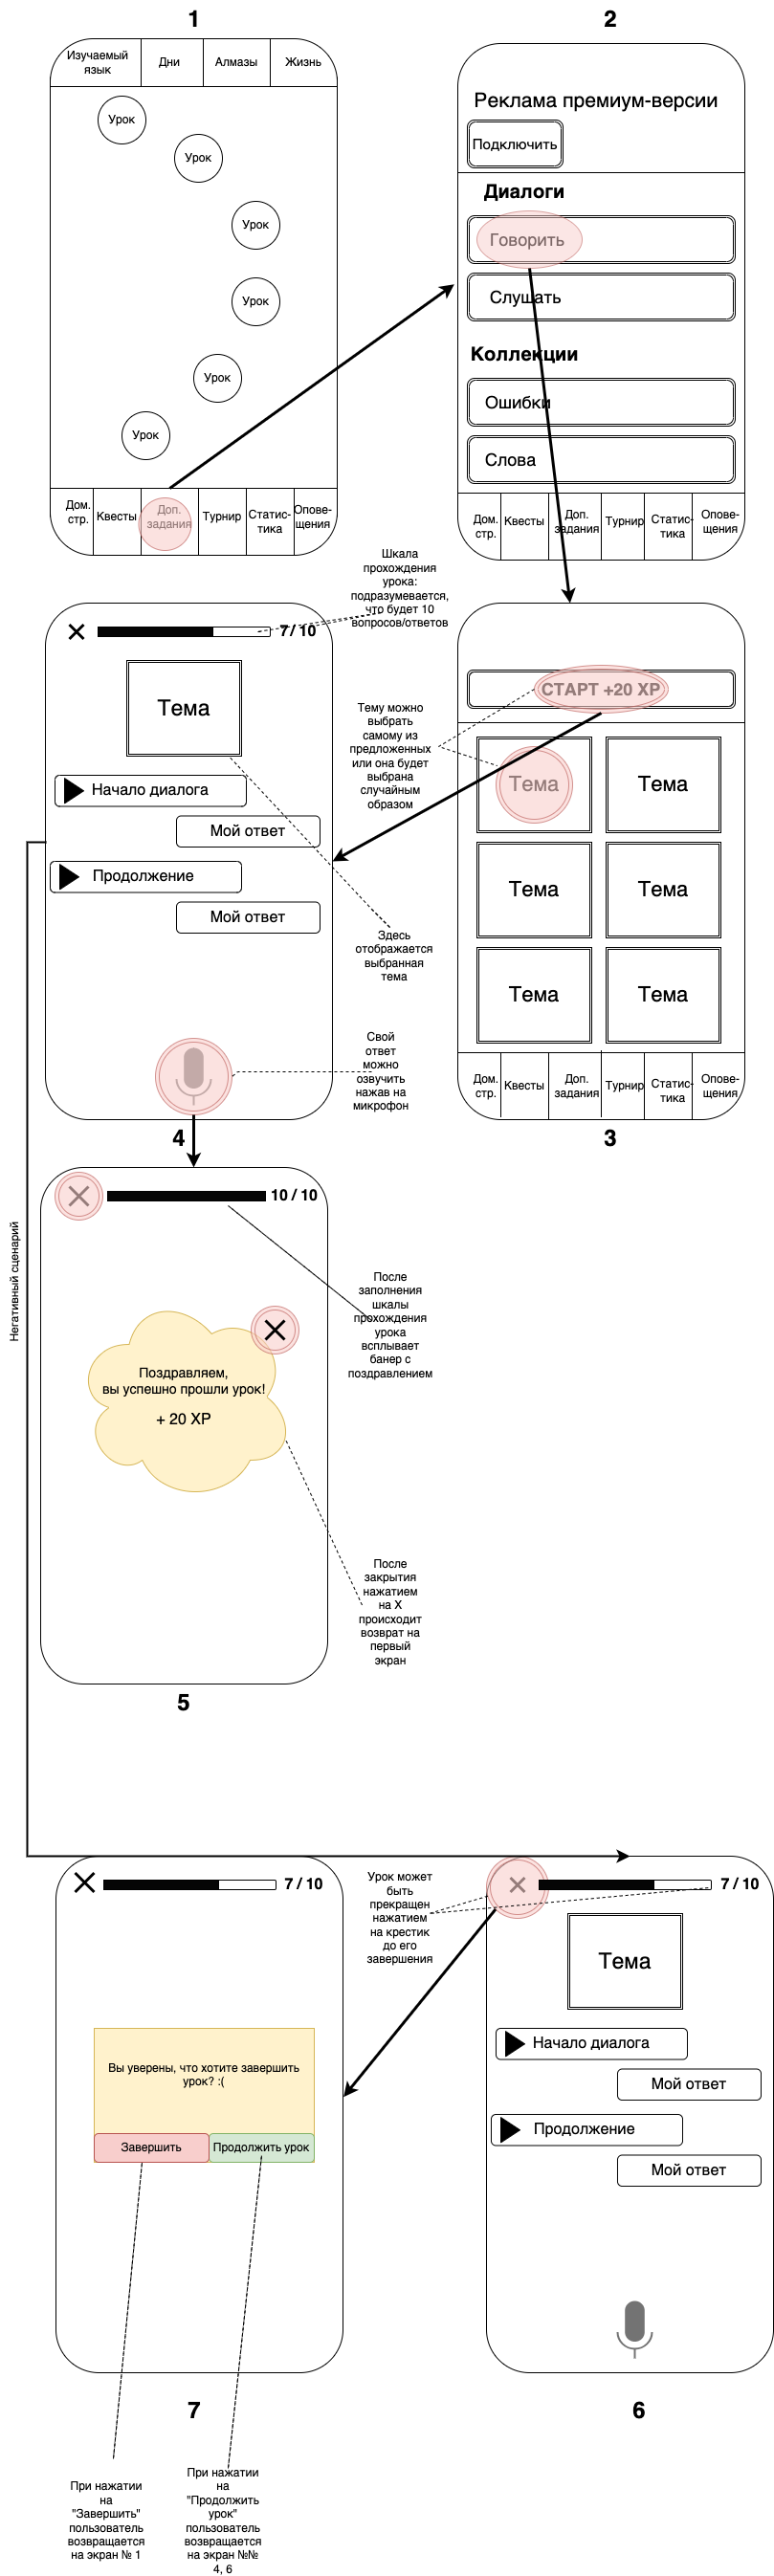 1
Изучаемый
язык
Дни
Алмазы
Жизнь
Урок
Урок
Урок
Урок
Урок
Урок
Дом.
стр.
Квесты
Доп.
задания
Турнир
Статис-
тика
Опове-
щения
2
Реклама премиум-версии
Подключить
Диалоги
Говорить
Слушать
Коллекции
Ошибки
Слова
Дом.
стр.
Квесты
Доп.
задания
Турнир
Статис-
тика
Опове-
щения
Шкала
прохождения
урока:
подразумевается,
что будет 10
вопросов/ответов
7 / 10
Тема
Начало диалога
Мой ответ
Продолжение
Мой ответ
4
Тему можно
выбрать
самому из
предложенных
или она будет
выбрана
случайным
образом
Здесь
отображается
выбранная
тема
Свой
ответ
можно
озвучить
нажав на
микрофон
СТАРТ +20 XP
Тема
Тема
Тема
Тема
Тема
Тема
Дом.
стр.
Квесты
Доп.
задания
Турнир
Статис-
тика
Опове-
щения
3
Негативный сценарий
10 / 10
Поздравляем,
вы успешно прошли урок!
+ 20 XP
После
заполнения
шкалы
прохождения
урока
всплывает
банер с
поздравлением
После
закрытия
нажатием
на X
происходит
возврат на
первый
экран
5
7 / 10
Вы уверены, что хотите завершить
урок? :(
Завершить
Продолжить урок
7
Урок может
быть
прекращен
нажатием
на крестик
до его
завершения
7 / 10
Тема
Начало диалога
Мой ответ
Продолжение
Мой ответ
6
При нажатии
на
"Завершить"
пользователь
возвращается
на экран № 1
При нажатии
на
"Продолжить
урок"
пользователь
возвращается
на экран №№
4, 6